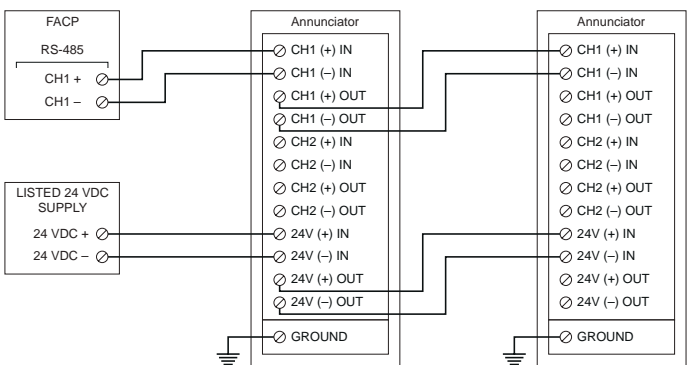 FACP
RS-485
CH1 +
CH1 –
LISTED 24 VDC
SUPPLY
24 VDC +
24 VDC –
Annunciator
CH1 (+) IN
CH1 (–) IN
CH1 (+) OUT
CH1 (–) OUT
CH2 (+) IN
CH2 (–) IN
CH2 (+) OUT
CH2 (–) OUT
24V (+) IN
24V (–) IN
24V (+) OUT
24V (–) OUT
GROUND
Annunciator
CH1 (+) IN
CH1 (–) IN
CH1 (+) OUT
CH1 (–) OUT
CH2 (+) IN
CH2 (–) IN
CH2 (+) OUT
CH2 (–) OUT
24V (+) IN
24V (–) IN
24V (+) OUT
24V (–) OUT
GROUND